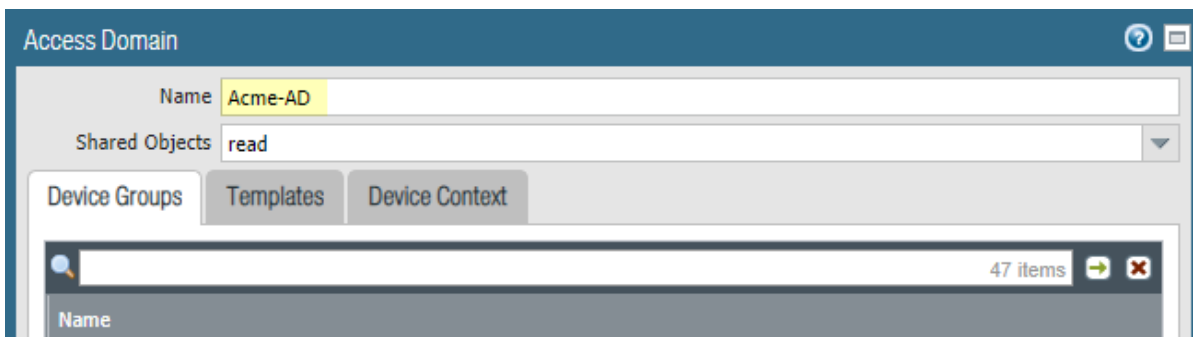 Access Domain
Name Acme-AD
Shared Objects read
Device Groups Templates Device Context
47 items
Name